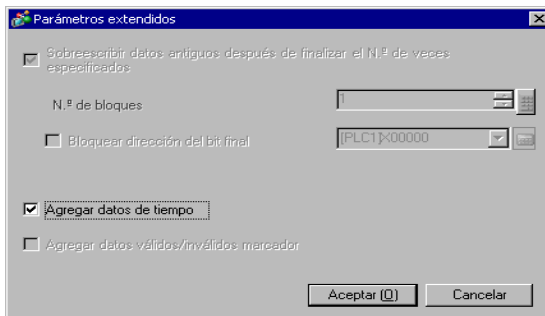 Parámetros extendidos
Sobreescribir datos antiguos después de finalizar el N.º de veces
especificados
N.º de bloques
1
Bloquear dirección del bit final
[PLC1]X00000
Agregar datos de tiempo
Agregar datos válidos/inválidos marcador
Aceptar (O)
Cancelar